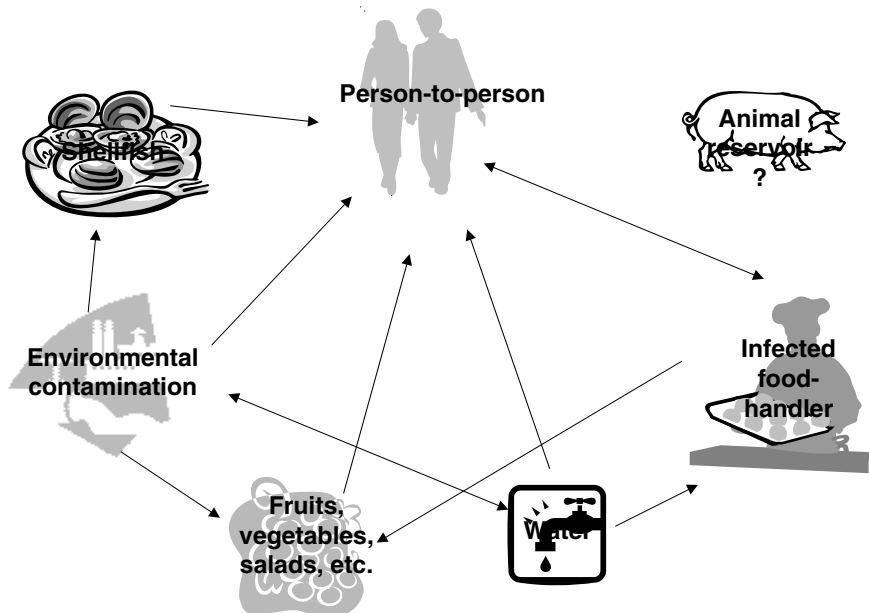 Person-to-person
Shellfish
Animal
reservoir
?
Environmental
contamination
Infected
food-
handler
Fruits,
vegetables,
salads, etc.
Water